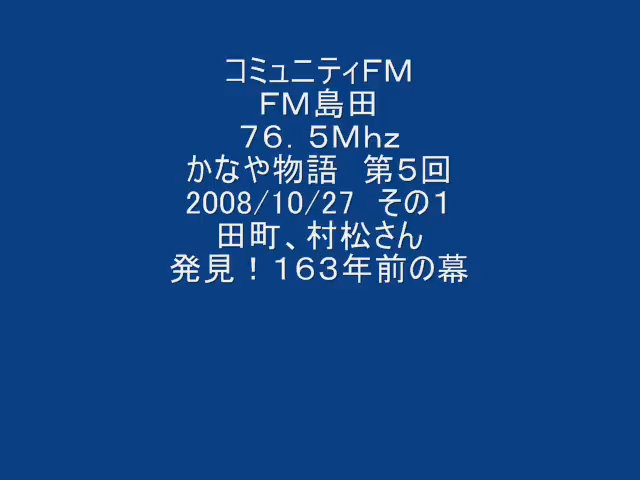 コミュニティＦＭ
ＦＭ島田
７６．５Ｍｈｚ
かなや物語　第５回
2008/10/27　その１
田町、村松さん
発見！１６３年前の幕